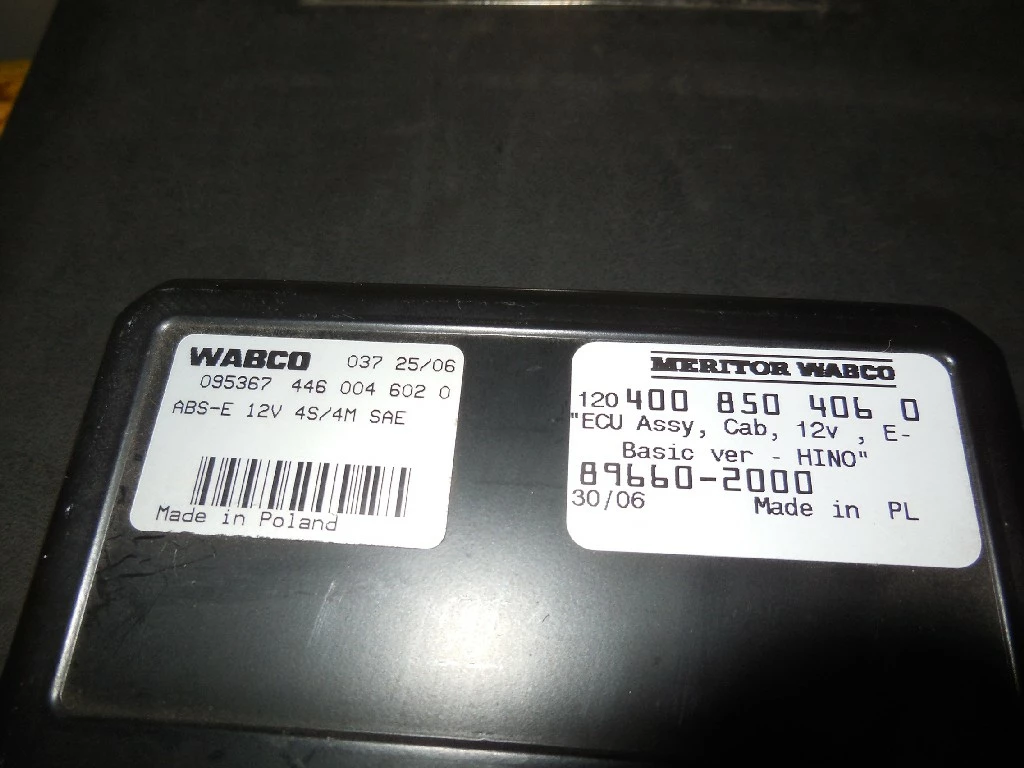 WABCO 037 25/06
095367 446 004 602 0
ABS-E 12V 4S/4M SAE
Made in Poland
MERITOR WABCO
120 400 850 406 0
"ECU Assy, Cab, 12v , E-
Basic ver - HINO"
89660-2000
30/06 Made in PL